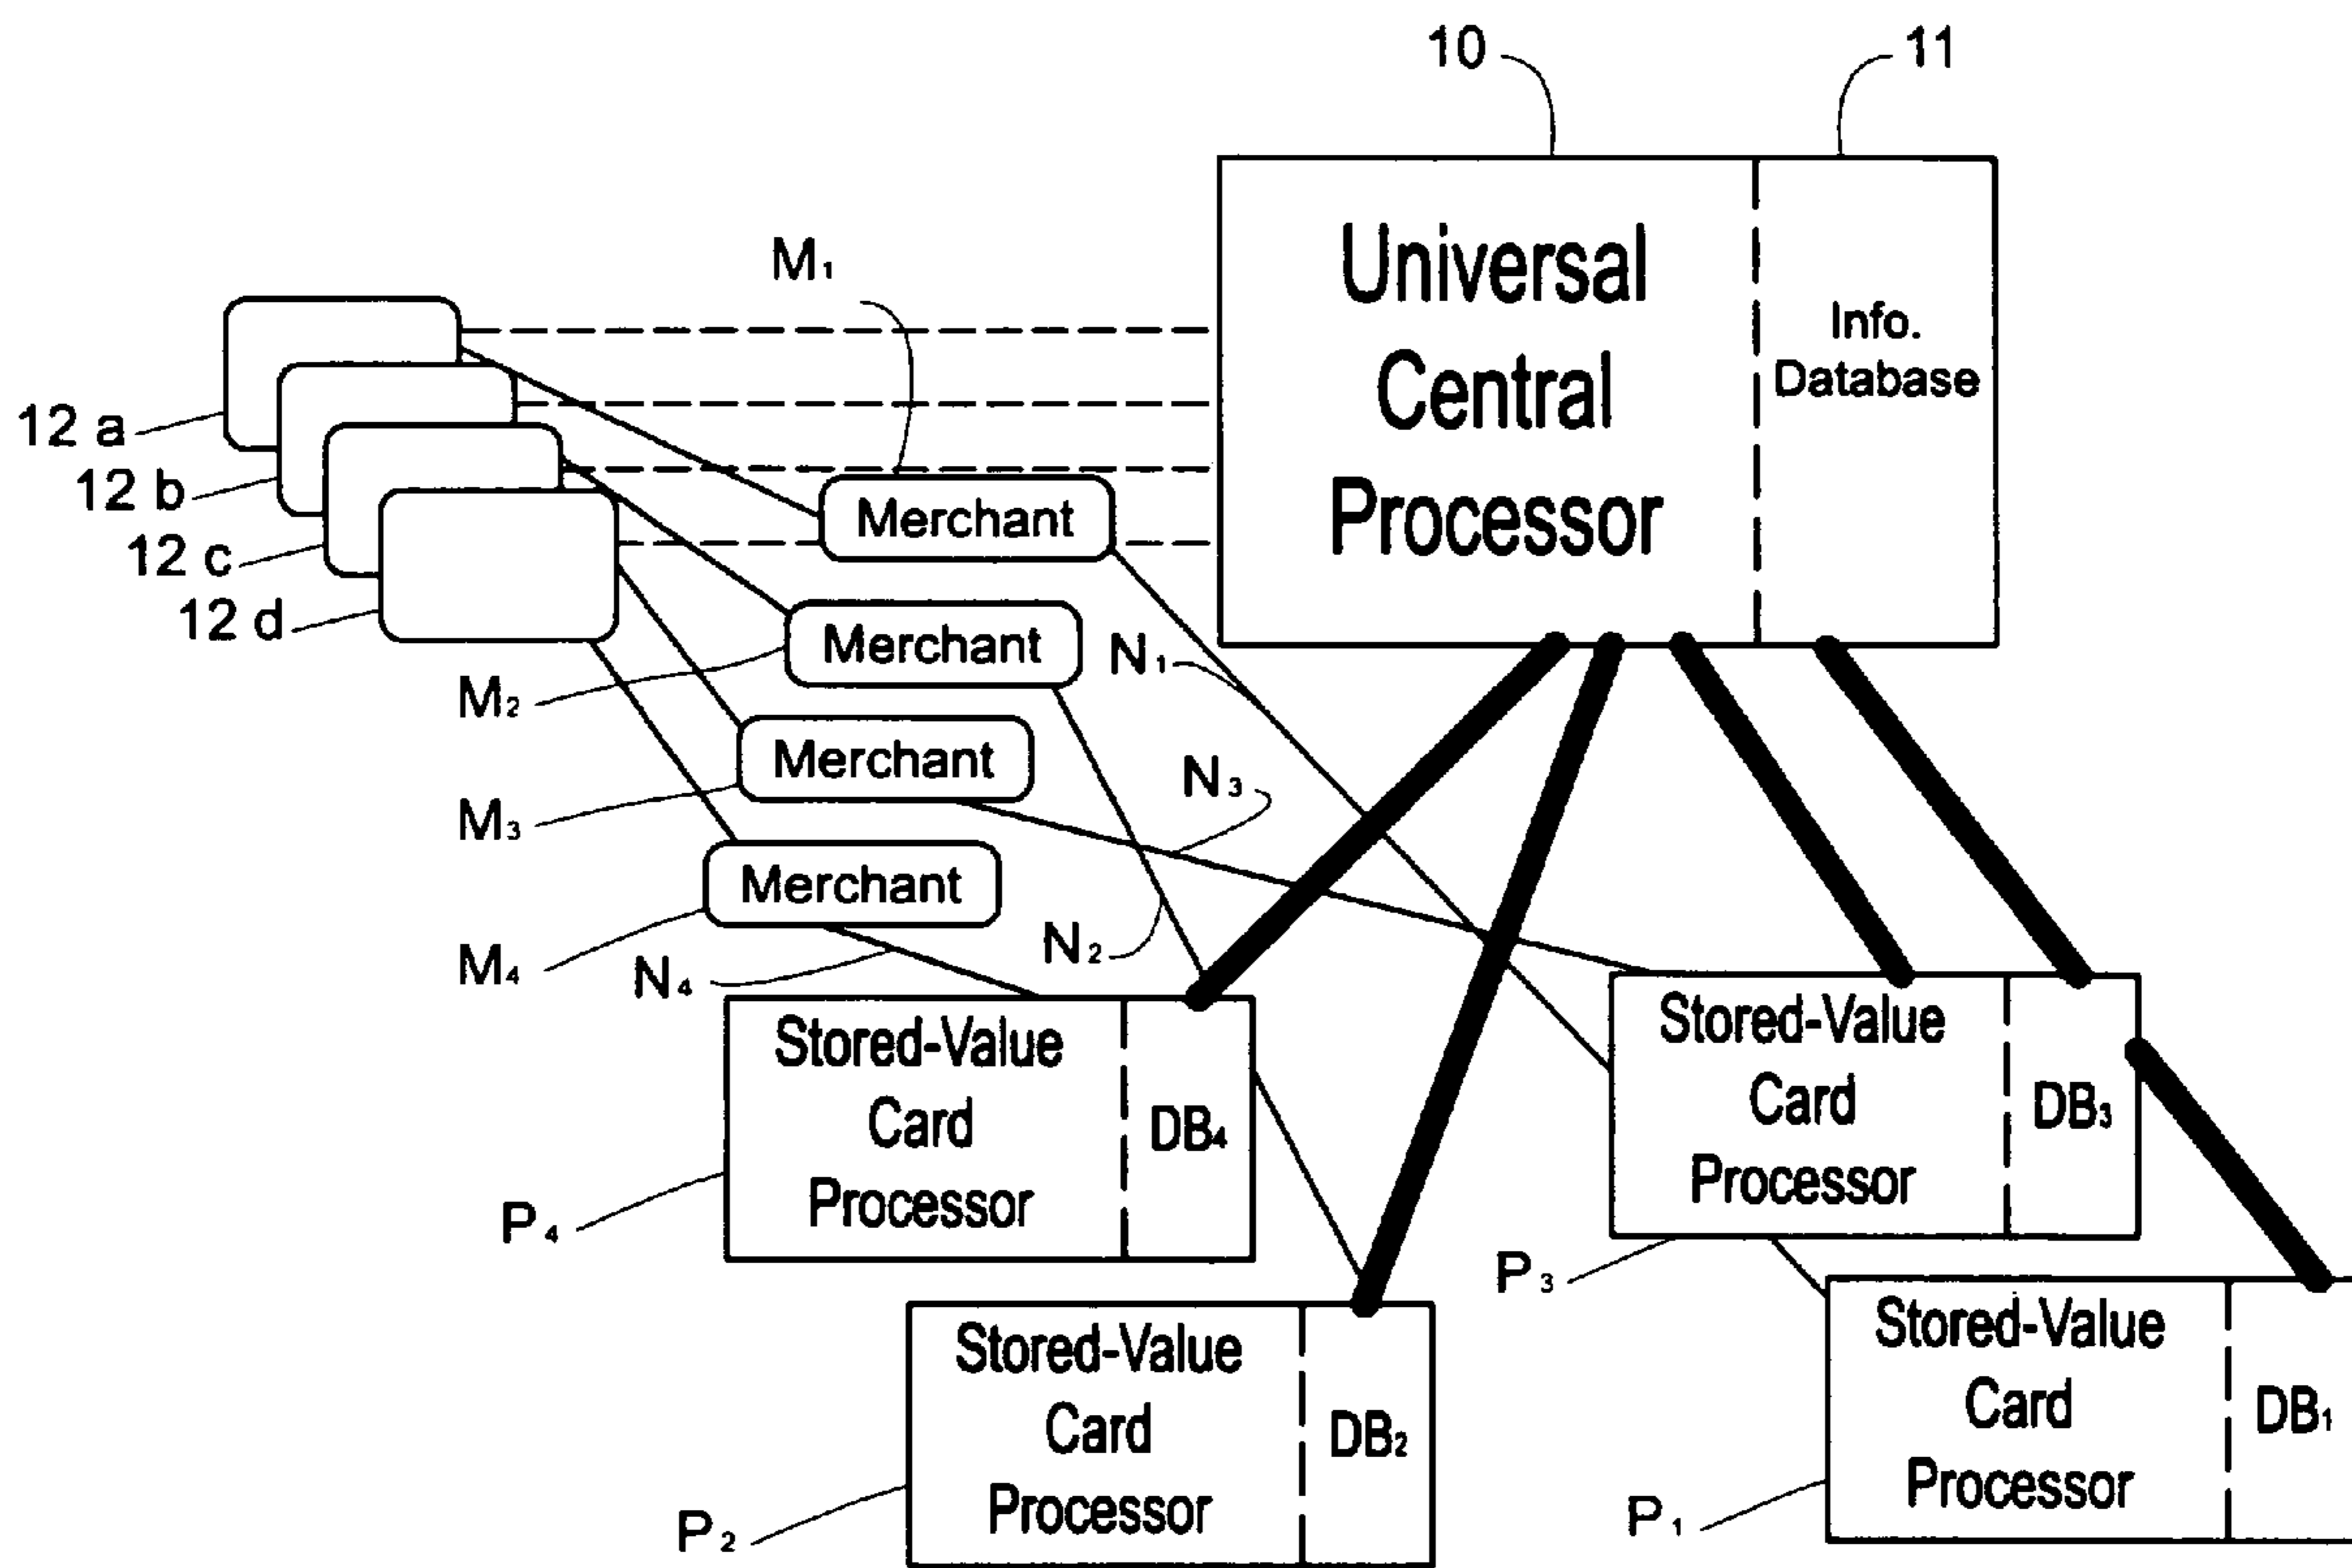 10
11
M₁
Universal
Central
Processor
Info.
Database
12 a
12 b
12 c
12 d
Merchant
Merchant
Merchant
Merchant
M₂
M₃
M₄
N₁
N₃
N₂
N₄
Stored-Value
Card
Processor
DB₄
P₄
Stored-Value
Card
Processor
DB₃
P₃
Stored-Value
Card
Processor
DB₂
P₂
Stored-Value
Card
Processor
DB₁
P₁